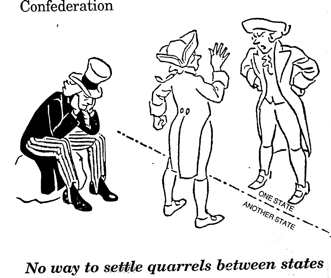 Confederation
ONE STATE
ANOTHER STATE
No way to settle quarrels between states